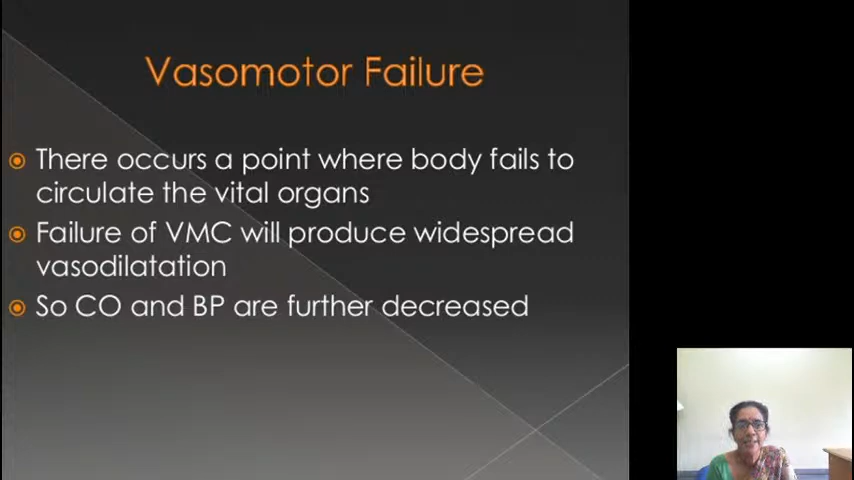 Vasomotor Failure
There occurs a point where body fails to
circulate the vital organs
Failure of VMC will produce widespread
vasodilatation
So CO and BP are further decreased